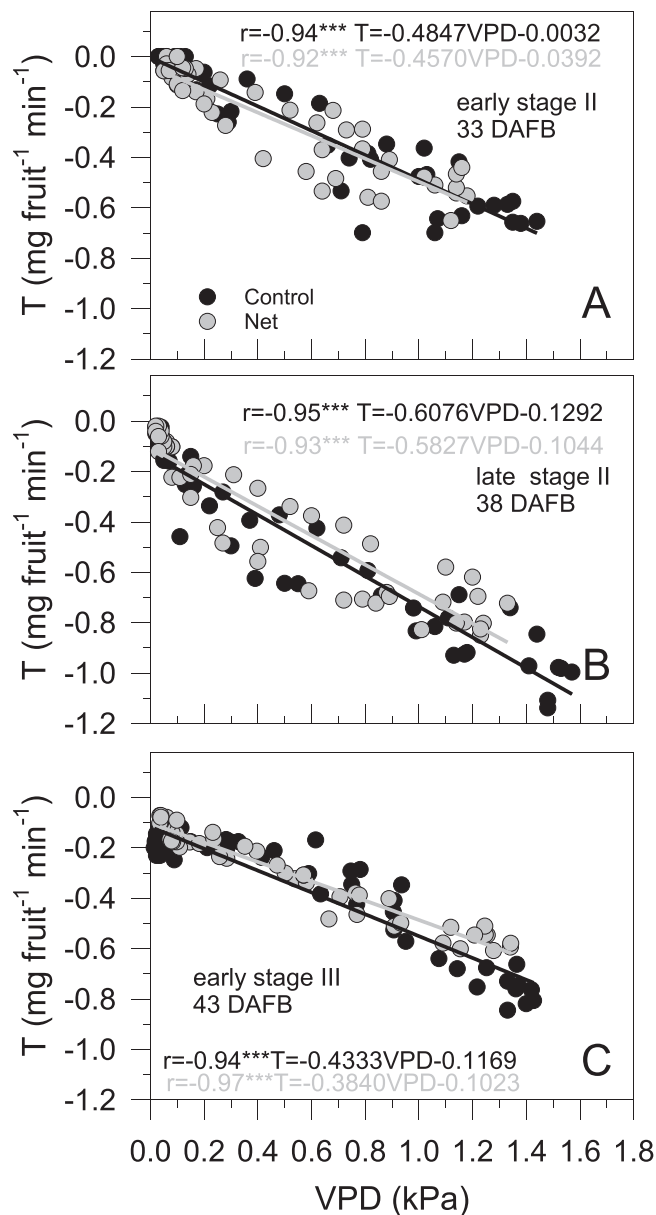 r=-0.94*** T=-0.4847VPD-0.0032
r=-0.92*** T=-0.4570VPD-0.0392
early stage II
33 DAFB
0.0
-0.2
-0.4
-0.6
-0.8
-1.0
-1.2
T (mg fruit⁻¹ min⁻¹)
Control
Net
A
r=-0.95*** T=-0.6076VPD-0.1292
r=-0.93*** T=-0.5827VPD-0.1044
late stage II
38 DAFB
0.0
-0.2
-0.4
-0.6
-0.8
-1.0
-1.2
T (mg fruit⁻¹ min⁻¹)
B
0.0
-0.2
-0.4
-0.6
-0.8
-1.0
-1.2
T (mg fruit⁻¹ min⁻¹)
early stage III
43 DAFB
C
r=-0.94***T=-0.4333VPD-0.1169
r=-0.97***T=-0.3840VPD-0.1023
0.0 0.2 0.4 0.6 0.8 1.0 1.2 1.4 1.6 1.8
VPD (kPa)